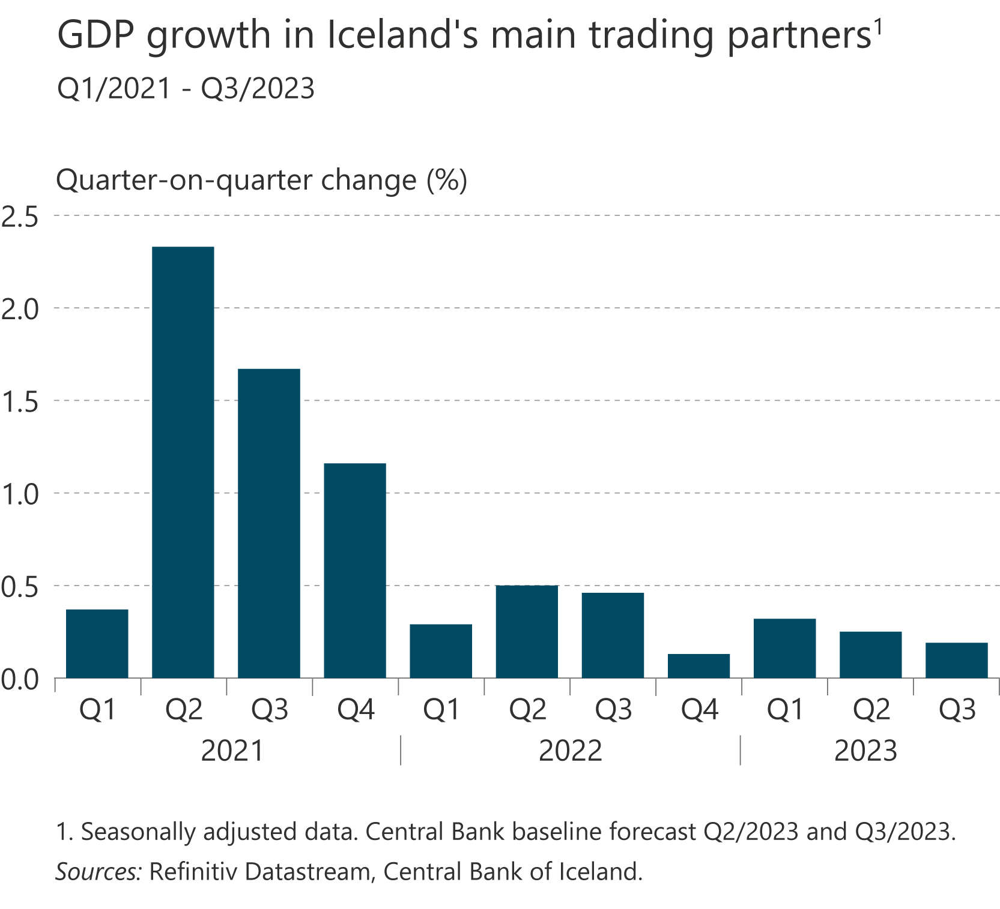 GDP growth in Iceland's main trading partners¹
Q1/2021 - Q3/2023
Quarter-on-quarter change (%)
2.5
2.0
1.5
1.0
0.5
0.0
Q1 Q2 Q3 Q4 Q1 Q2 Q3 Q4 Q1 Q2 Q3
2021 2022 2023
1. Seasonally adjusted data. Central Bank baseline forecast Q2/2023 and Q3/2023.
Sources: Refinitiv Datastream, Central Bank of Iceland.